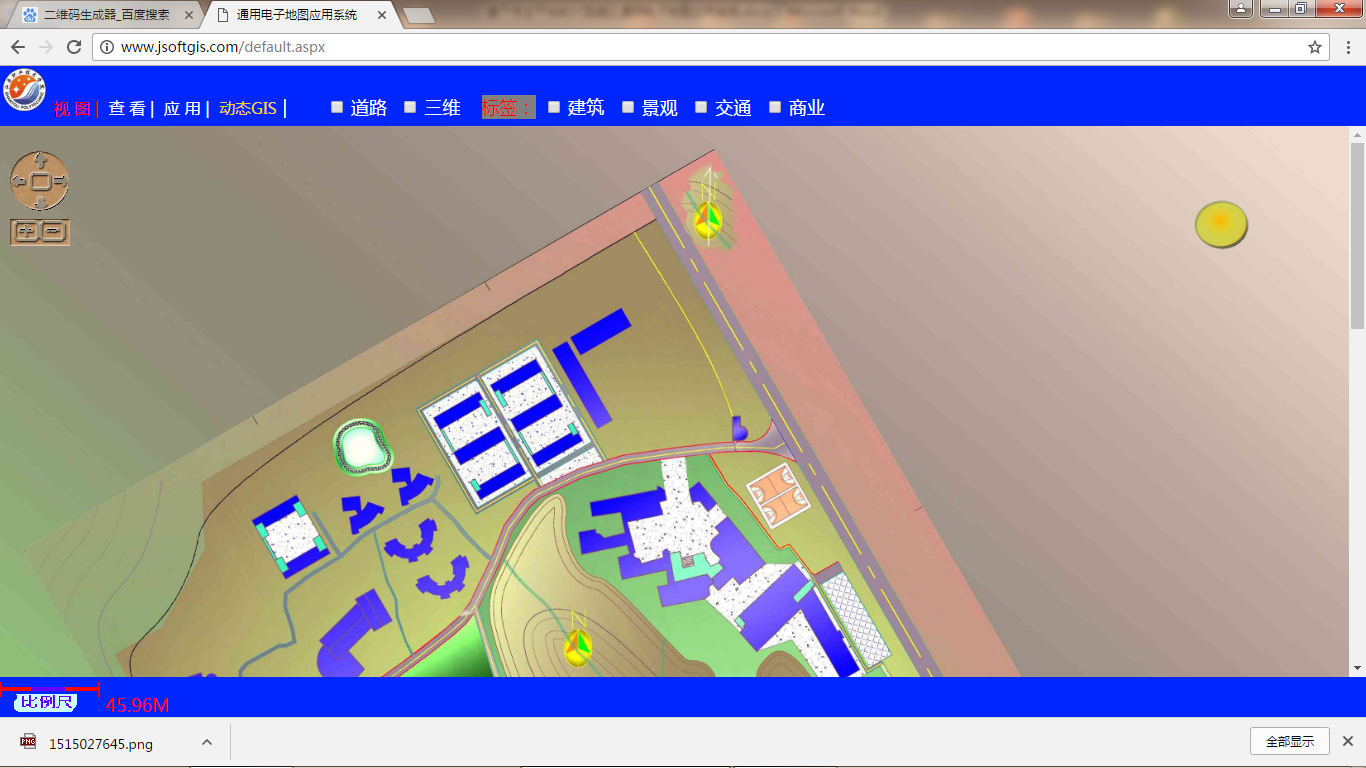 二维码生成器_百度搜索
通用电子地图应用系统
www.jsoftgis.com/default.aspx
视 图 | 查 看 | 应 用 | 动态GIS | 道路 三维 标签： 建筑 景观 交通 商业
N
N
比例尺 45.96M
1515027645.png
全部显示